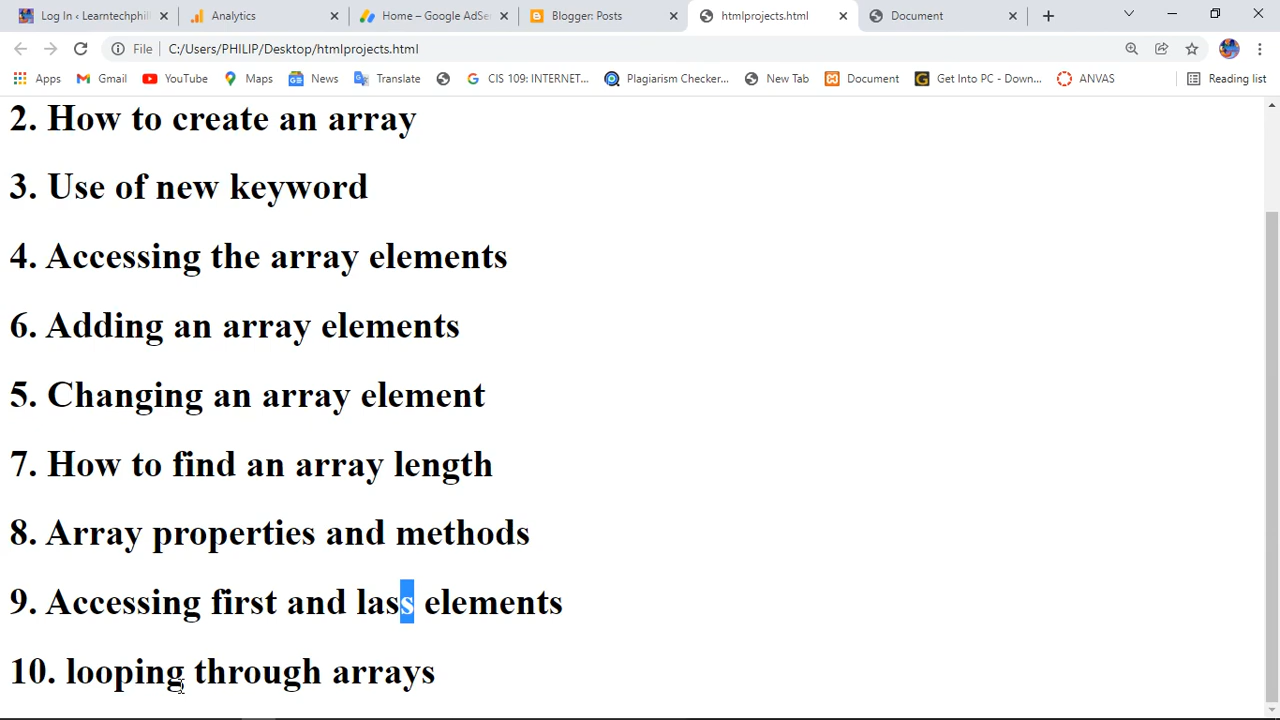 Log In ‹ Learntechphil
Analytics
Home – Google AdSe
Blogger: Posts
htmlprojects.html
Document
File
C:/Users/PHILIP/Desktop/htmlprojects.html
Apps
Gmail
YouTube
Maps
News
Translate
CIS 109: INTERNET...
Plagiarism Checker...
New Tab
Document
Get Into PC - Down...
ANVAS
Reading list
2. How to create an array
3. Use of new keyword
4. Accessing the array elements
6. Adding an array elements
5. Changing an array element
7. How to find an array length
8. Array properties and methods
9. Accessing first and lass elements
10. looping through arrays